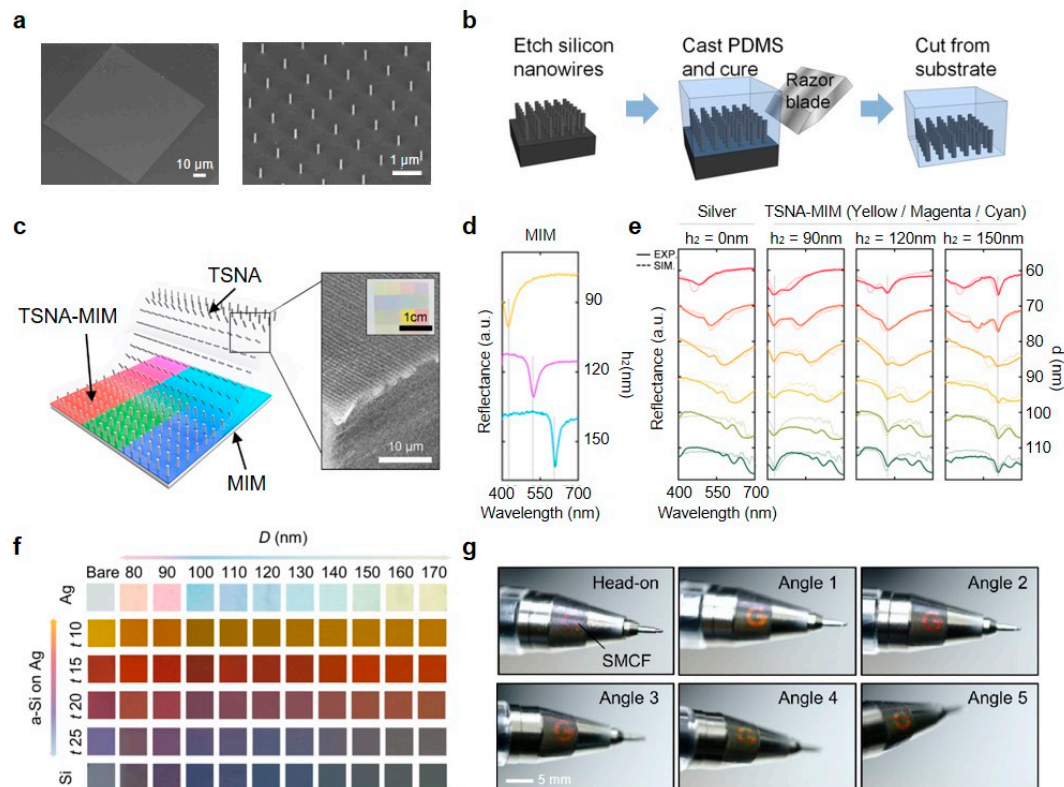 a
10 µm
1 µm
b
Etch silicon
nanowires
Cast PDMS
and cure
Razor
blade
Cut from
substrate
c
TSNA
TSNA-MIM
MIM
1cm
10 µm
d
MIM
Reflectance (a.u.)
90
120
150
h2(nm)
400 550 700
Wavelength (nm)
e
Silver
TSNA-MIM (Yellow / Magenta / Cyan)
h2 = 0nm
h2 = 90nm
h2 = 120nm
h2 = 150nm
EXP.
SIM.
Reflectance (a.u.)
60
70
80
90
100
110
d (nm)
400 550 700
Wavelength (nm)
f
D (nm)
Bare 80 90 100 110 120 130 140 150 160 170
Ag
a-Si on Ag
t 10
t 15
t 20
t 25
Si
g
Head-on
SMCF
Angle 1
Angle 2
Angle 3
Angle 4
Angle 5
G
G
G
G
G
5 mm